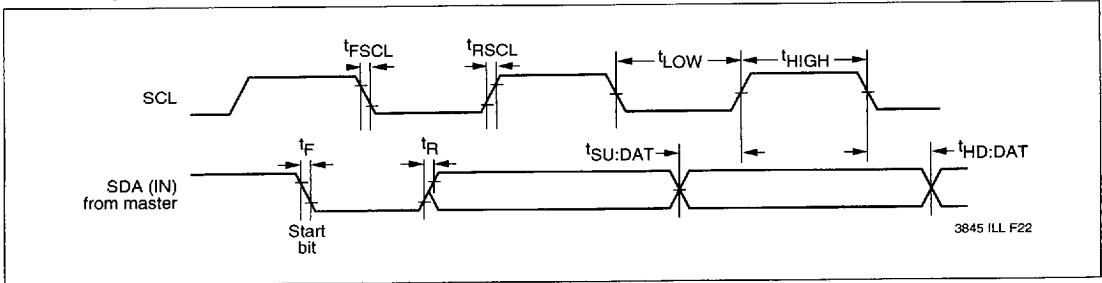 tFSCL
tRSCL
tLOW
tHIGH
SCL
tF
tR
tSU:DAT
tHD:DAT
SDA (IN)
from master
Start
bit
3845 ILL F22